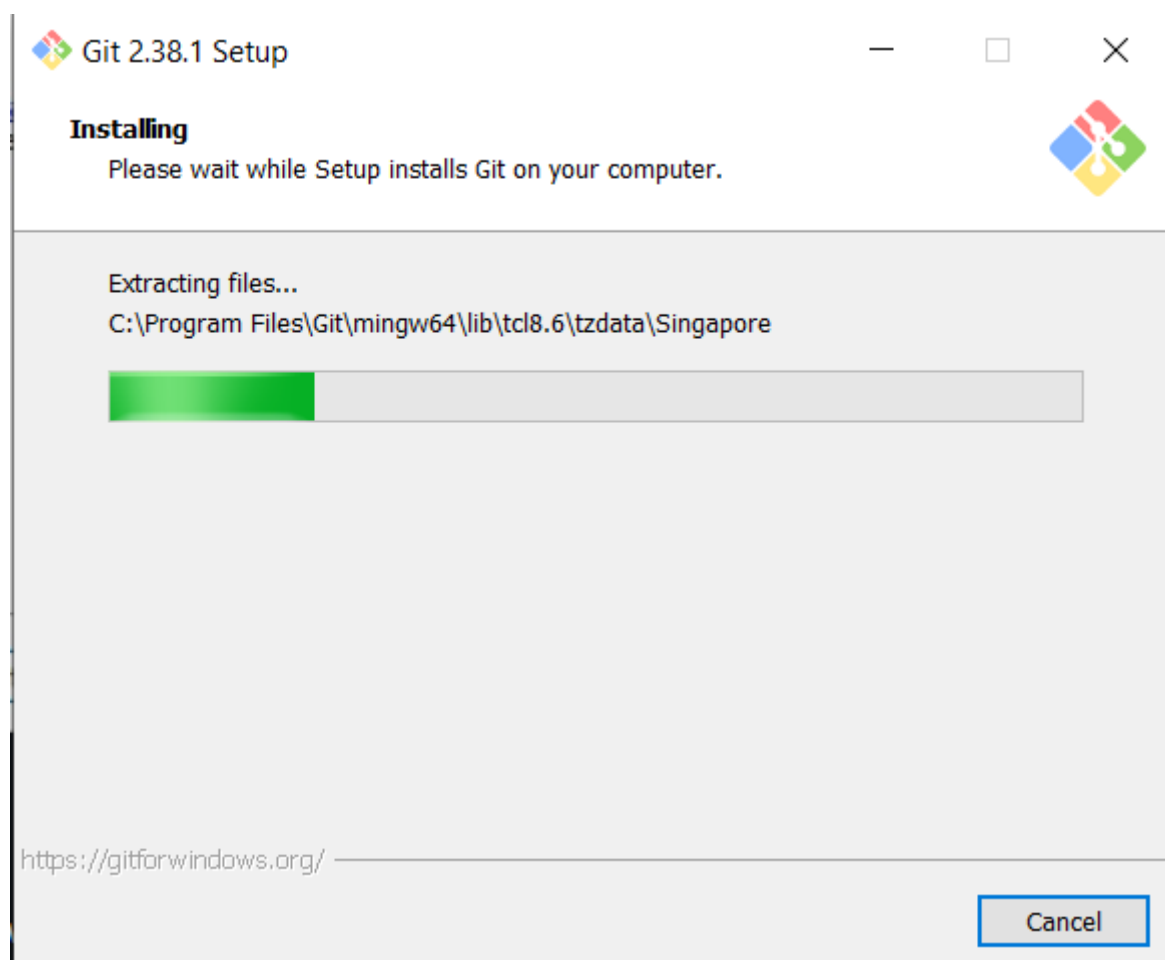 Git 2.38.1 Setup
Installing
Please wait while Setup installs Git on your computer.
Extracting files...
C:\Program Files\Git\mingw64\lib\tcl8.6\tzdata\Singapore
https://gitforwindows.org/
Cancel